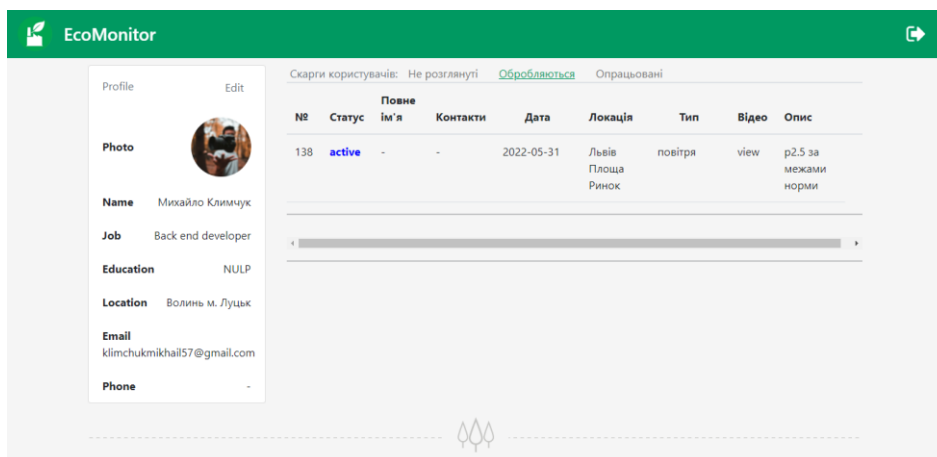 EcoMonitor
Profile Edit
Photo
Name Михайло Климчук
Job Back end developer
Education NULP
Location Волинь м. Луцьк
Email
klimchukmikhail57@gmail.com
Phone -
Скарги користувачів: Не розглянуті Обробляються Опрацьовані
№ Статус Повне ім'я Контакти Дата Локація Тип Відео Опис
138 active - - 2022-05-31 Львів повітря view p2.5 за
Площа межами
Ринок норми